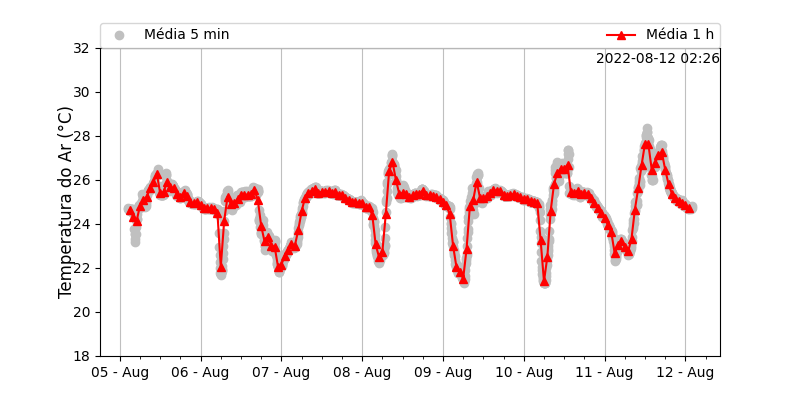 Média 5 min
Média 1 h
2022-08-12 02:26
Temperatura do Ar (°C)
32
30
28
26
24
22
20
18
05 - Aug
06 - Aug
07 - Aug
08 - Aug
09 - Aug
10 - Aug
11 - Aug
12 - Aug